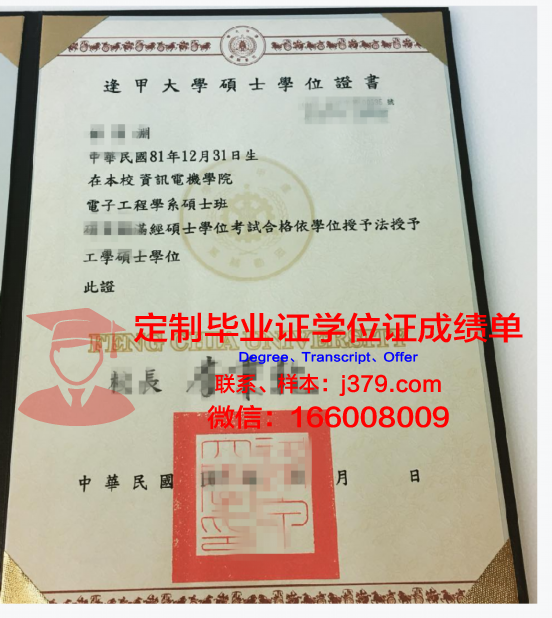 逢甲大學碩士學位證書
號
中華民國81年12月31日生
在本校 資訊電機學院
電子工程學系碩士班
經碩士學位考試合格依學位授予法授予
工學碩士學位
此證
FENG CHIA UNIVERSITY
定制毕业证学位证成绩单
Degree、Transcript、Offer
校長
联系、样本：j379.com
微信：166008009
中華民國 月 日